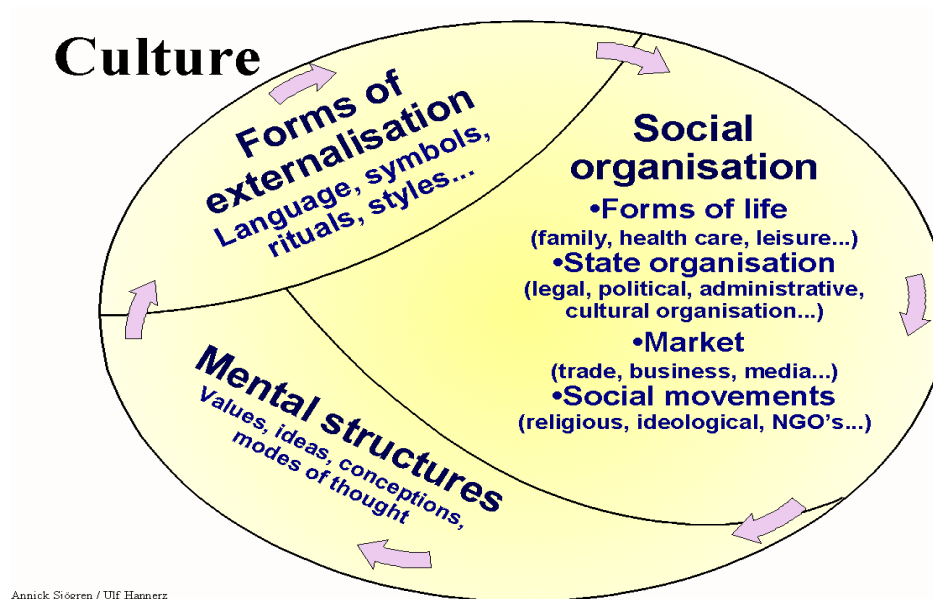 Culture
Forms of
externalisation
Language, symbols,
rituals, styles...
Social
organisation
•Forms of life
(family, health care, leisure...)
•State organisation
(legal, political, administrative,
cultural organisation...)
•Market
(trade, business, media...)
•Social movements
(religious, ideological, NGO’s...)
Mental structures
Values, ideas, conceptions,
modes of thought
Annick Sjögren / Ulf Hannerz